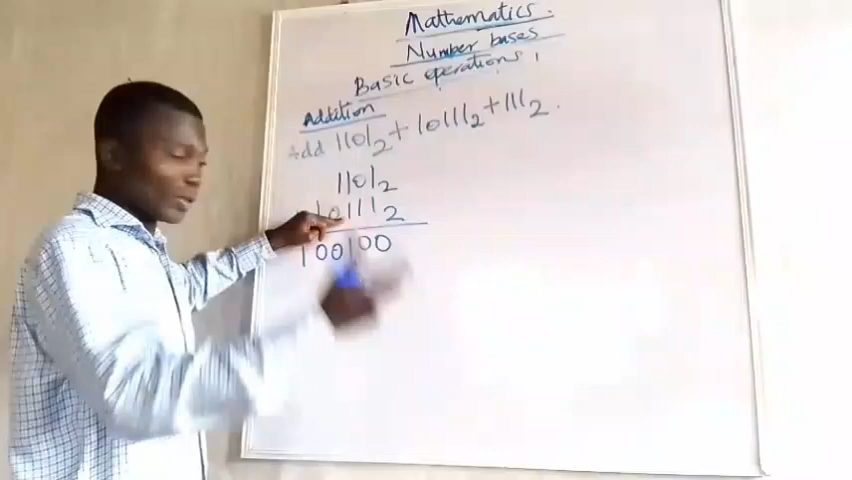 Mathematics.
Number bases
Basic operations,
Addition
Add 1101₂ + 10111₂ + 111₂.
1101₂
10111₂
100100